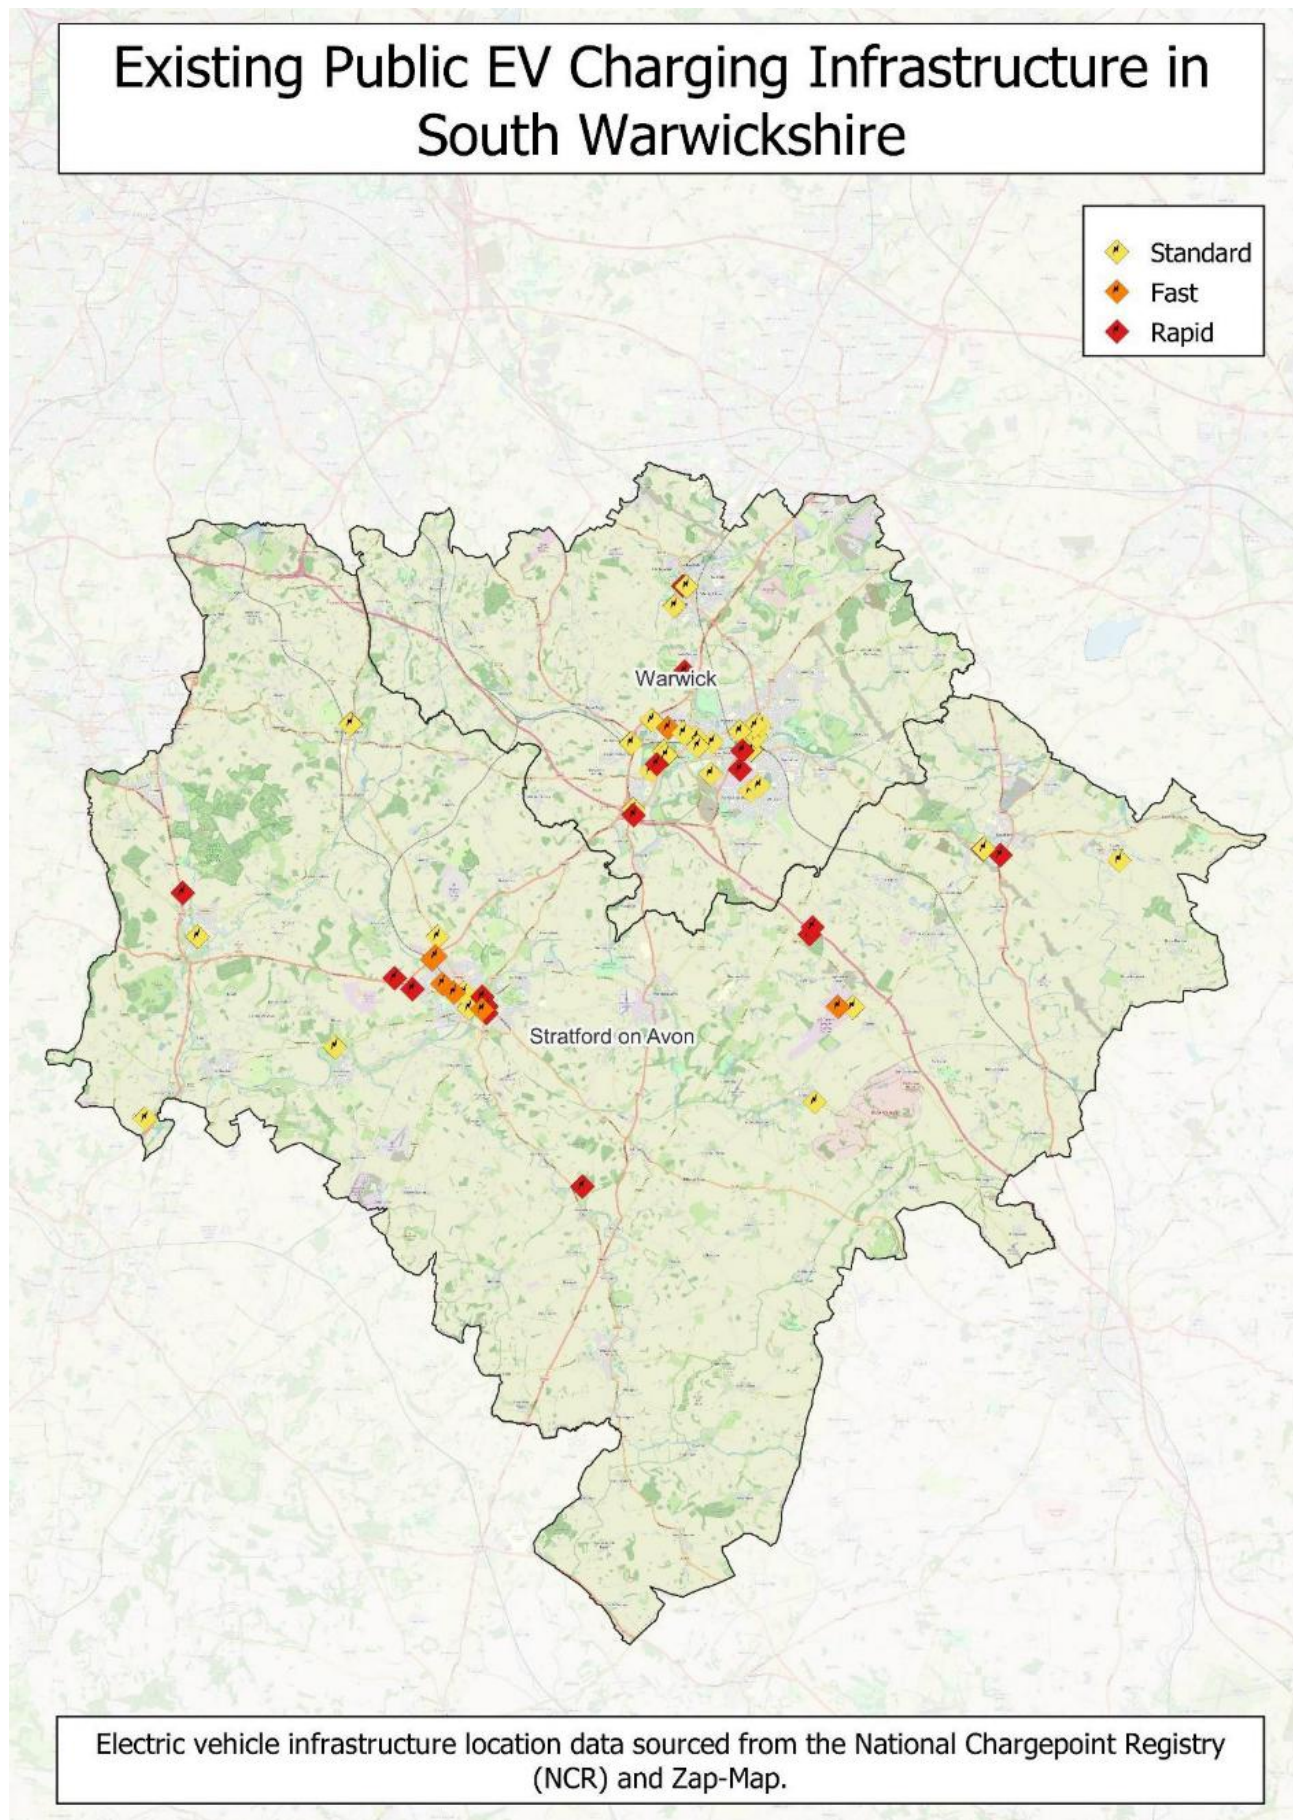 Existing Public EV Charging Infrastructure in
South Warwickshire
Standard
Fast
Rapid
Warwick
Stratford on Avon
Electric vehicle infrastructure location data sourced from the National Chargepoint Registry
(NCR) and Zap-Map.